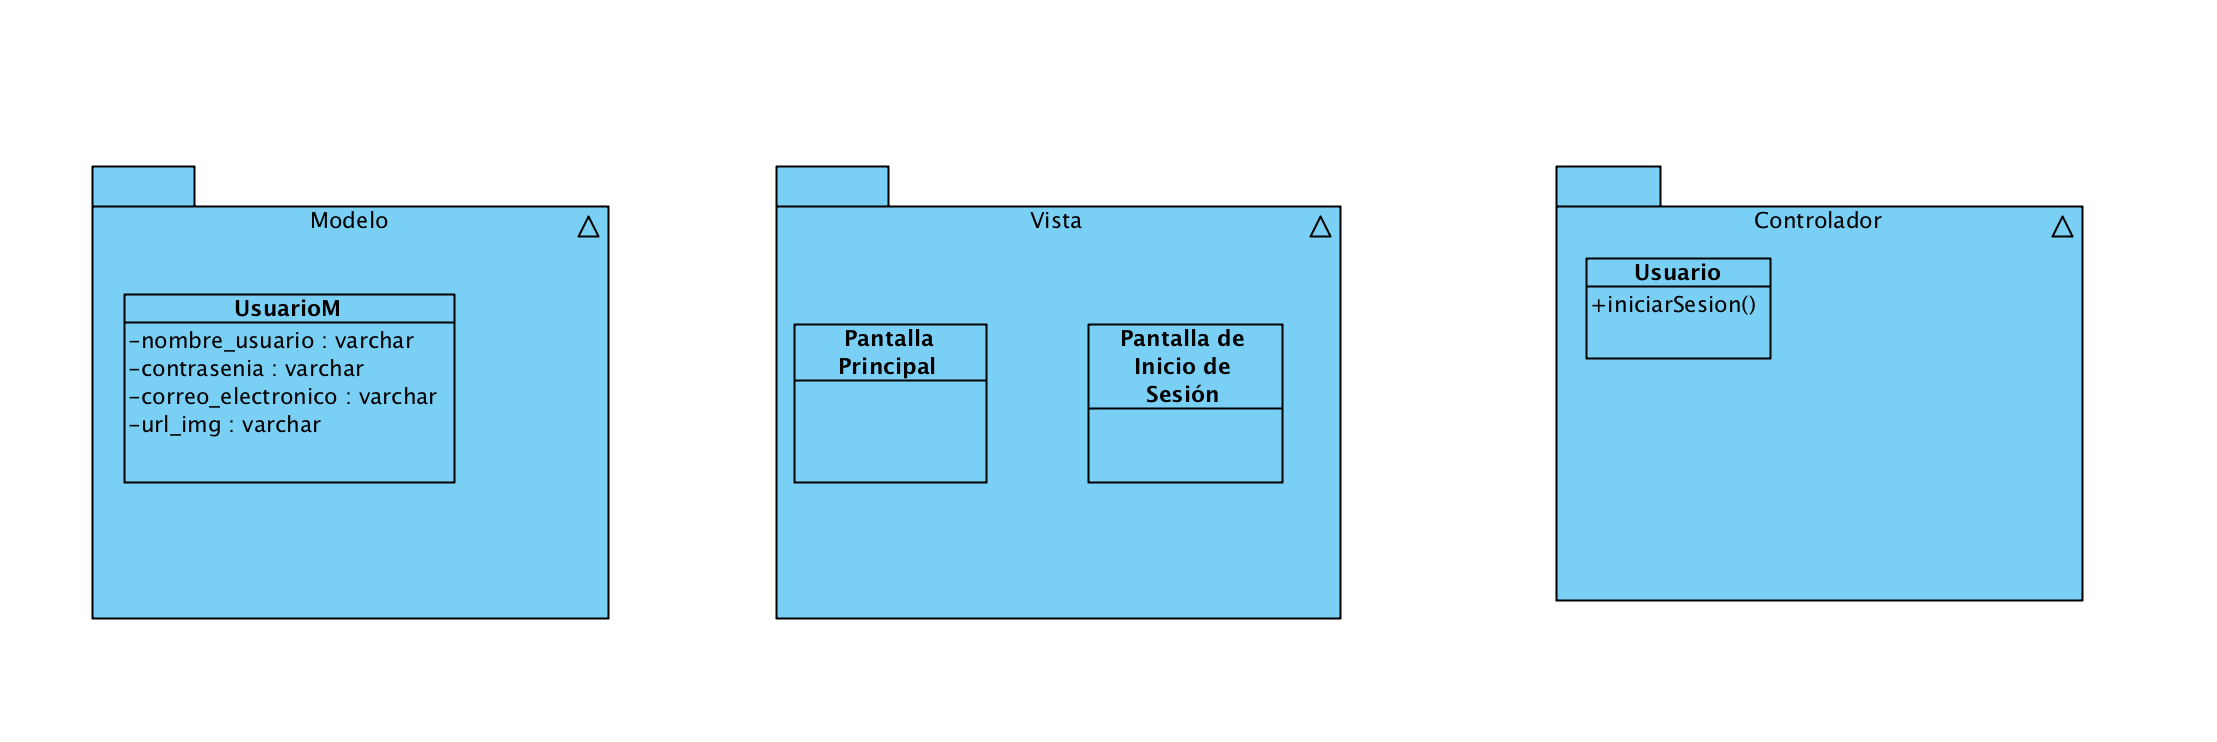 Modelo
UsuarioM
-nombre_usuario : varchar
-contrasenia : varchar
-correo_electronico : varchar
-url_img : varchar
Vista
Pantalla
Principal
Pantalla de
Inicio de
Sesión
Controlador
Usuario
+iniciarSesion()